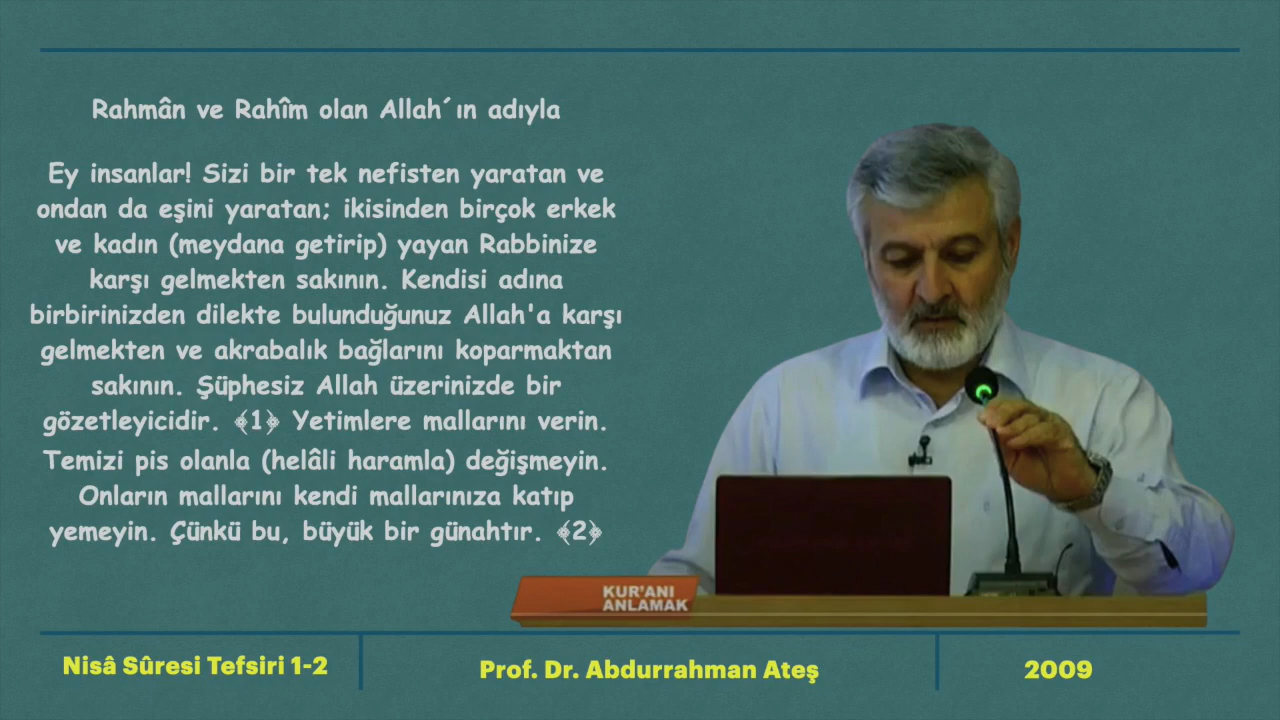 Rahmân ve Rahîm olan Allah´ın adıyla
Ey insanlar! Sizi bir tek nefisten yaratan ve
ondan da eşini yaratan; ikisinden birçok erkek
ve kadın (meydana getirip) yayan Rabbinize
karşı gelmekten sakının. Kendisi adına
birbirinizden dilekte bulunduğunuz Allah'a karşı
gelmekten ve akrabalık bağlarını koparmaktan
sakının. Şüphesiz Allah üzerinizde bir
gözetleyicidir. ﴾1﴿ Yetimlere mallarını verin.
Temizi pis olanla (helâli haramla) değişmeyin.
Onların mallarını kendi mallarınıza katıp
yemeyin. Çünkü bu, büyük bir günahtır. ﴾2﴿
KUR'ANI
ANLAMAK
Nisâ Sûresi Tefsiri 1-2
Prof. Dr. Abdurrahman Ateş
2009